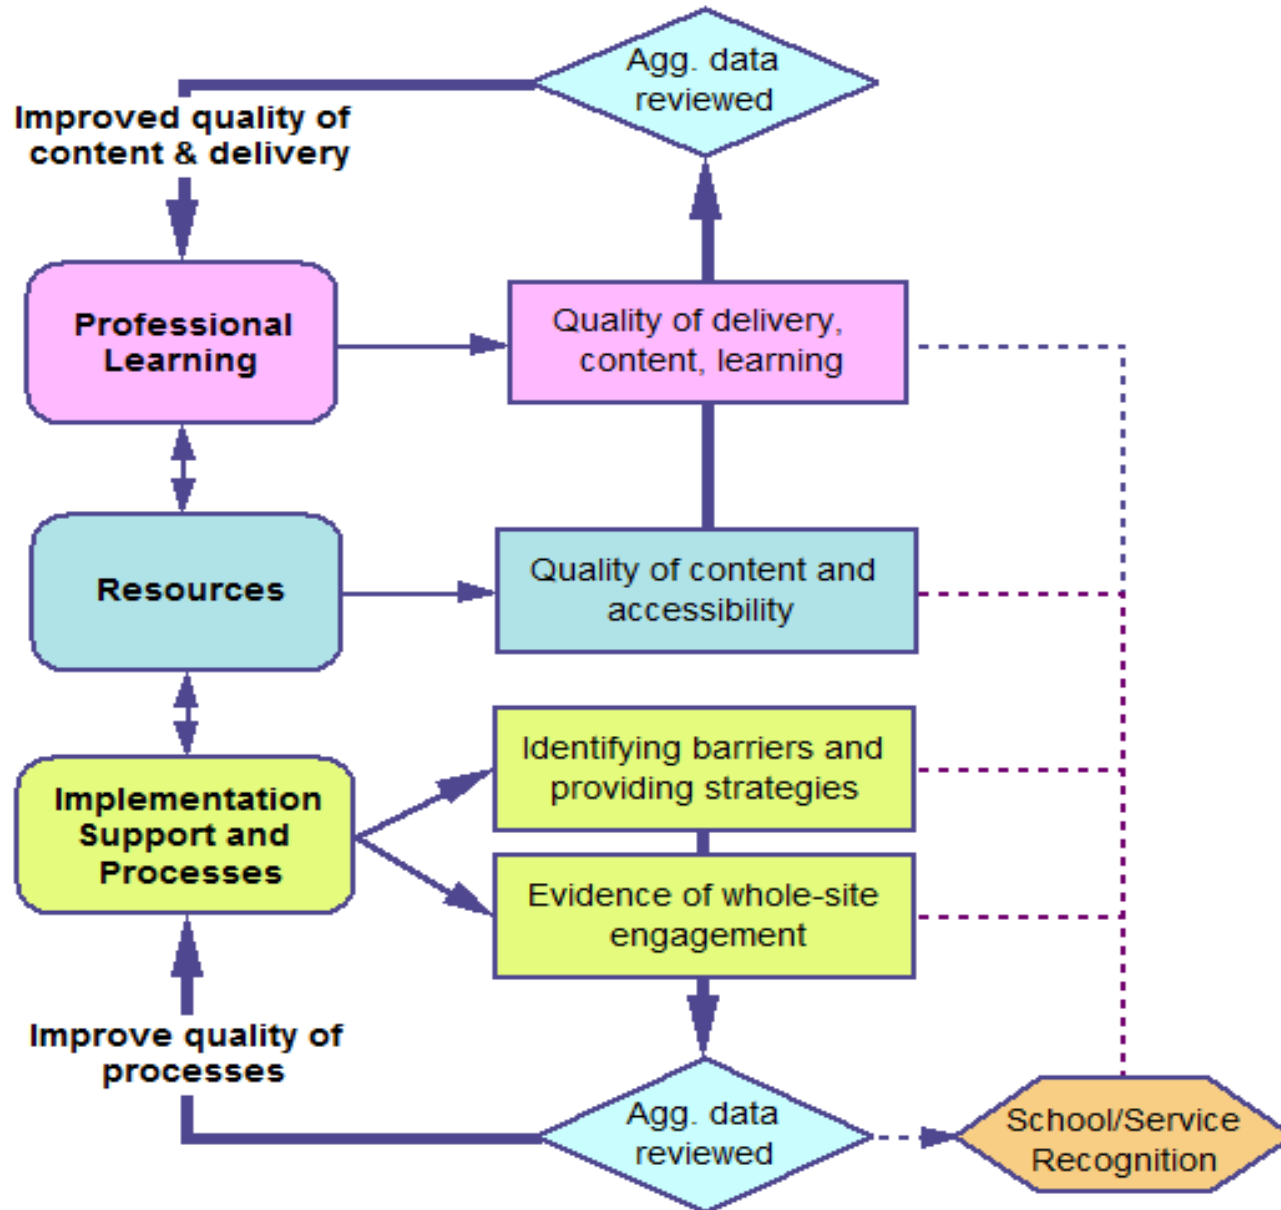 Agg. data
reviewed
Improved quality of
content & delivery
Professional
Learning
Quality of delivery,
content, learning
Resources
Quality of content and
accessibility
Identifying barriers and
providing strategies
Implementation
Support and
Processes
Evidence of whole-site
engagement
Improve quality of
processes
Agg. data
reviewed
School/Service
Recognition